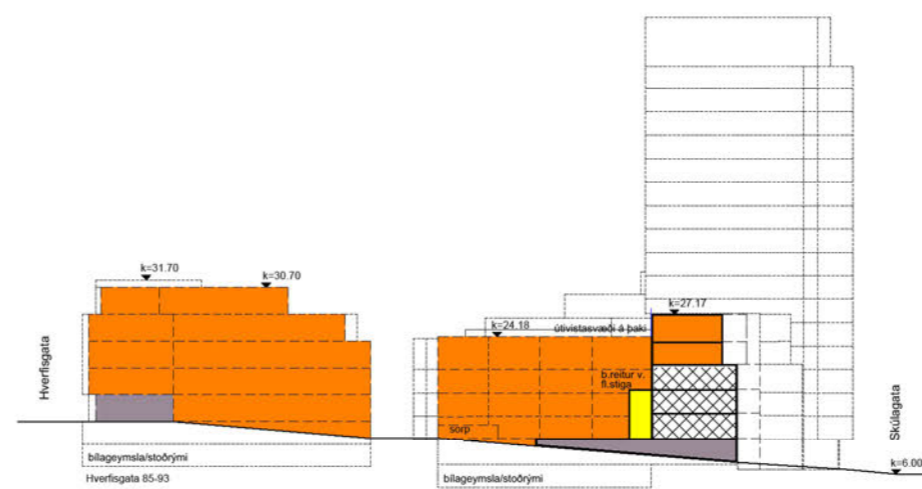 Hverfisgata
k=31.70
k=30.70
bílageymsla/stoðrými
Hverfisgata 85-93
k=24.18
útivistasvæði á þaki
k=27.17
b.reitur v.
fl.stiga
sorp
bílageymsla/stoðrými
Skúlagata
k=6.00